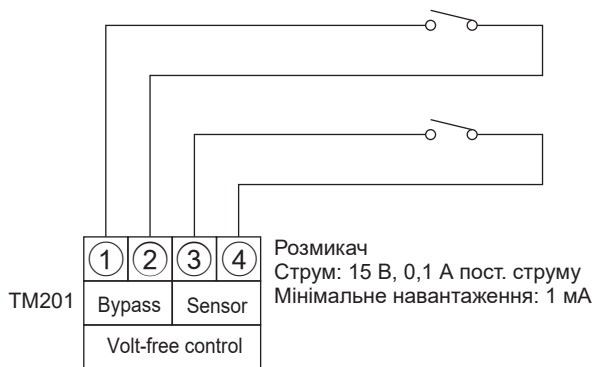 ① ② ③ ④
Розмикач
Струм: 15 В, 0,1 А пост. струму
Мінімальне навантаження: 1 мА
TM201
Bypass Sensor
Volt-free control